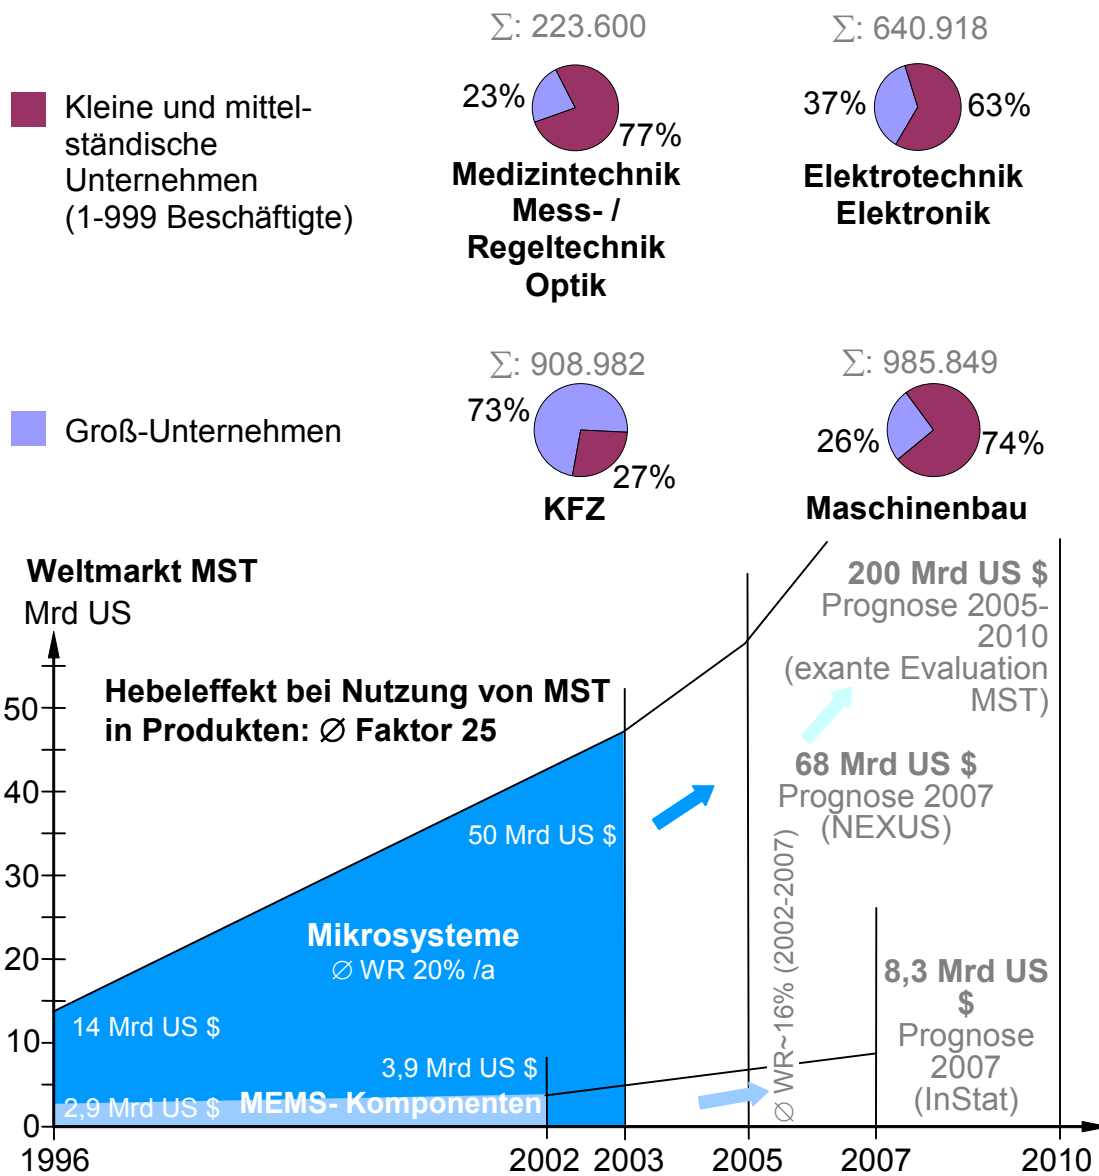 ∑: 223.600
∑: 640.918
Kleine und mittel-
ständische
Unternehmen
(1-999 Beschäftigte)
23%
77%
37%
63%
Medizintechnik
Mess- /
Regeltechnik
Optik
Elektrotechnik
Elektronik
∑: 908.982
∑: 985.849
Groß-Unternehmen
73%
27%
26%
74%
KFZ
Maschinenbau
Weltmarkt MST
Mrd US
Hebeleffekt bei Nutzung von MST
in Produkten: ∅ Faktor 25
200 Mrd US $
Prognose 2005-
2010
(exante Evaluation
MST)
68 Mrd US $
Prognose 2007
(NEXUS)
50
40
30
20
10
0
50 Mrd US $
Mikrosysteme
∅ WR 20% /a
14 Mrd US $
3,9 Mrd US $
2,9 Mrd US $
MEMS- Komponenten
∅ WR~16% (2002-2007)
8,3 Mrd US
$
Prognose
2007
(InStat)
1996
2002
2003
2005
2007
2010